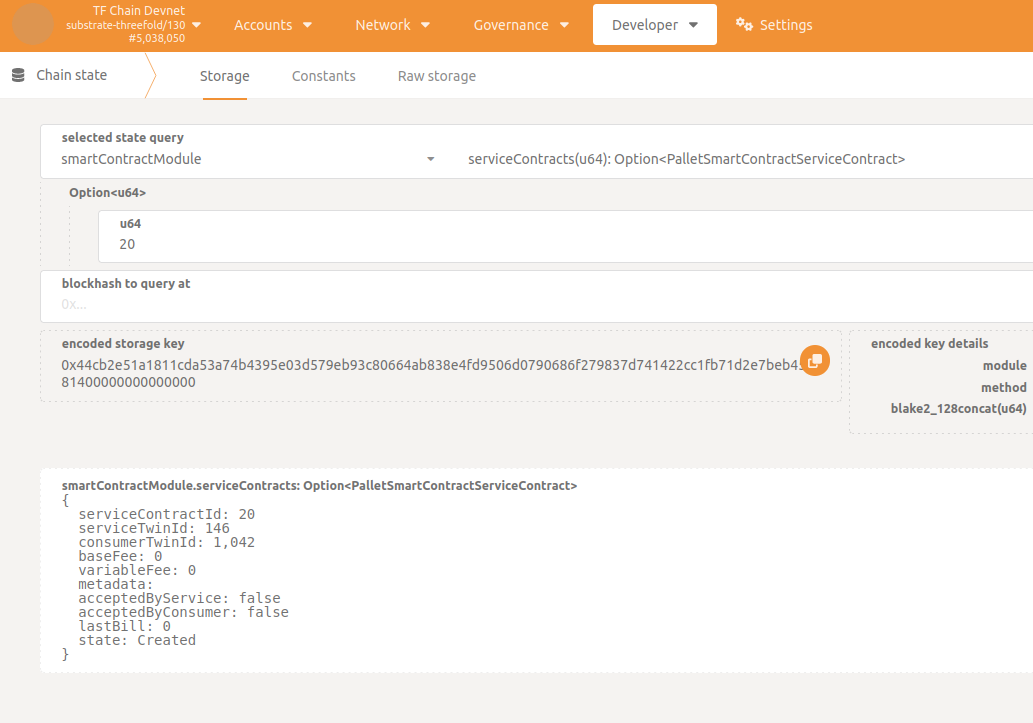 TF Chain Devnet
substrate-threefold/130
#5,038,050
Accounts
Network
Governance
Developer
Settings
Chain state
Storage
Constants
Raw storage
selected state query
smartContractModule
serviceContracts(u64): Option<PalletSmartContractServiceContract>
Option<u64>
u64
20
blockhash to query at
0x...
encoded storage key
0x44cb2e51a1811cda53a74b4395e03d579eb93c80664ab838e4fd9506d0790686f279837d741422cc1fb71d2e7beb4
81400000000000000
encoded key details
module
method
blake2_128concat(u64)
smartContractModule.serviceContracts: Option<PalletSmartContractServiceContract>
{
serviceContractId: 20
serviceTwinId: 146
consumerTwinId: 1,042
baseFee: 0
variableFee: 0
metadata:
acceptedByService: false
acceptedByConsumer: false
lastBill: 0
state: Created
}